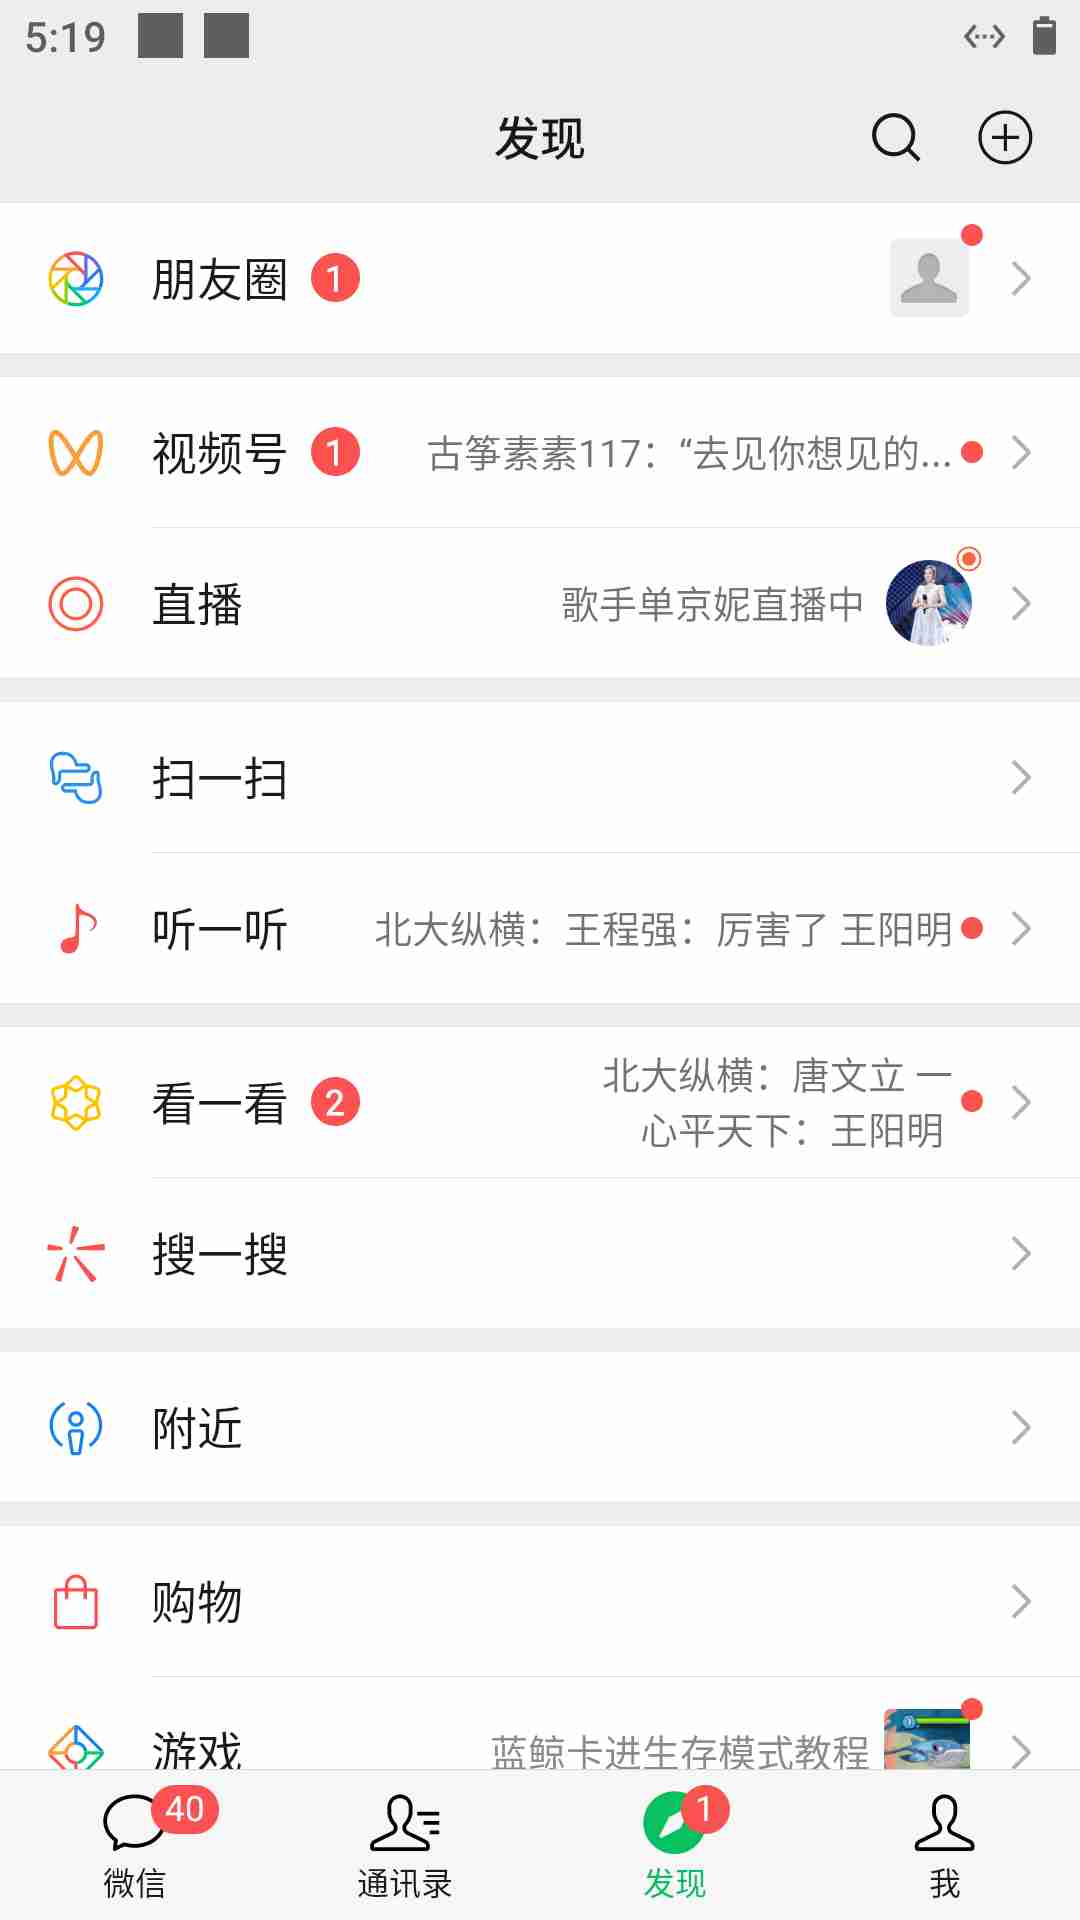 5:19
发现
朋友圈 1
视频号 1 古筝素素117：“去见你想见的...
直播 歌手单京妮直播中
扫一扫
听一听 北大纵横：王程强：厉害了 王阳明
看一看 2 北大纵横：唐文立 一
心平天下：王阳明
搜一搜
附近
购物
游戏 蓝鲸卡进生存模式教程
40 1
微信 通讯录 发现 我